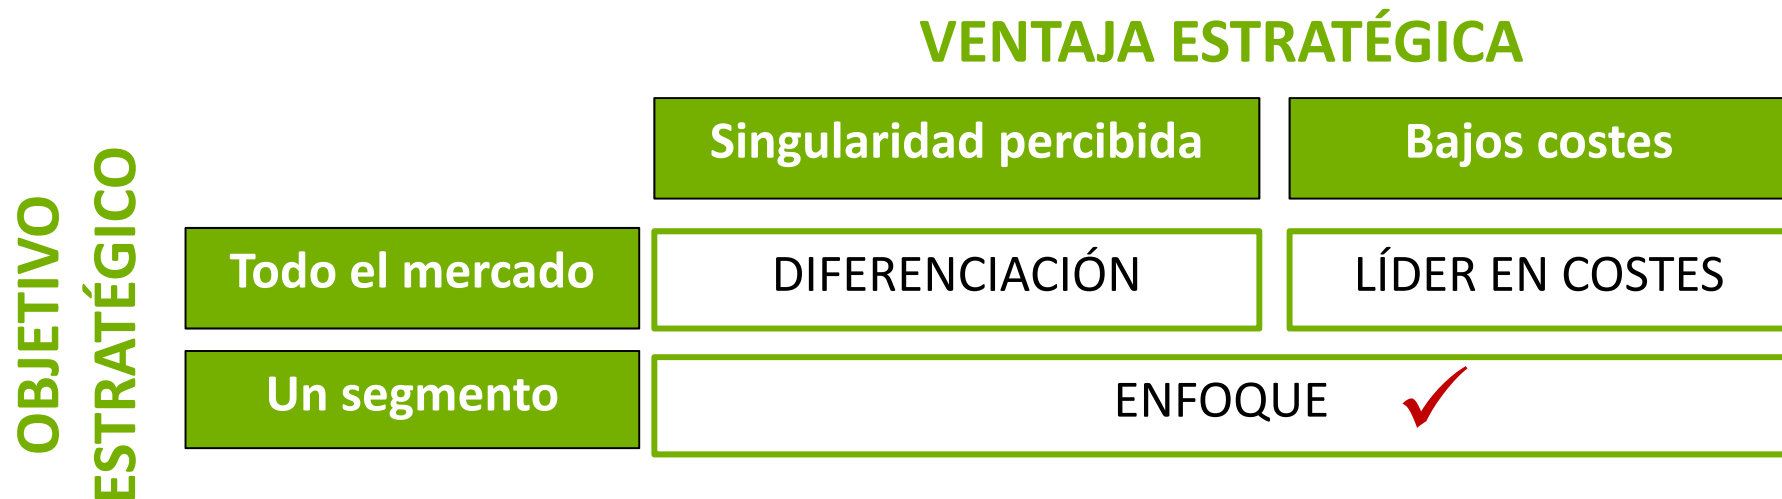 VENTAJA ESTRATÉGICA
Singularidad percibida
Bajos costes
OBJETIVO
ESTRATÉGICO
Todo el mercado
DIFERENCIACIÓN
LÍDER EN COSTES
Un segmento
ENFOQUE